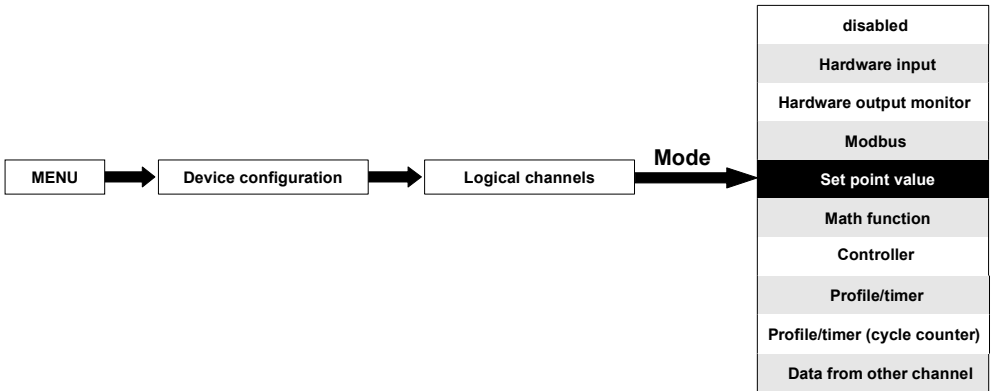 MENU
Device configuration
Logical channels
Mode
disabled
Hardware input
Hardware output monitor
Modbus
Set point value
Math function
Controller
Profile/timer
Profile/timer (cycle counter)
Data from other channel